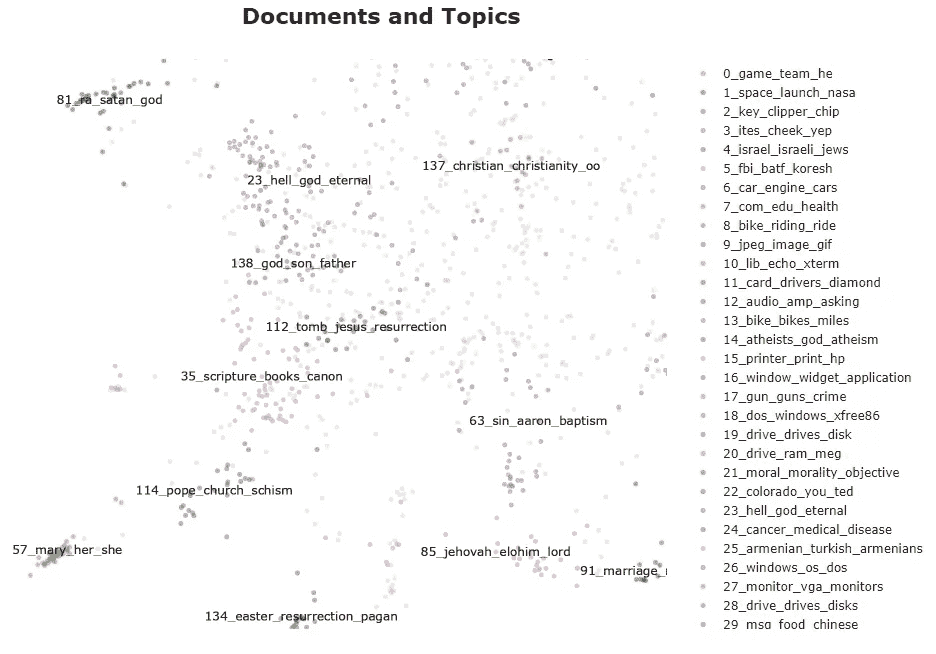 Documents and Topics
81_ra_satan_god
137_christian_christianity_oo
23_hell_god_eternal
138_god_son_father
112_tomb_jesus_resurrection
35_scripture_books_canon
63_sin_aaron_baptism
114_pope_church_schism
57_mary_her_she
85_jehovah_elohim_lord
91_marriage_
134_easter_resurrection_pagan
0_game_team_he
1_space_launch_nasa
2_key_clipper_chip
3_ites_cheek_yep
4_israel_israeli_jews
5_fbi_batf_koresh
6_car_engine_cars
7_com_edu_health
8_bike_riding_ride
9_jpeg_image_gif
10_lib_echo_xterm
11_card_drivers_diamond
12_audio_amp_asking
13_bike_bikes_miles
14_atheists_god_atheism
15_printer_print_hp
16_window_widget_application
17_gun_guns_crime
18_dos_windows_xfree86
19_drive_drives_disk
20_drive_ram_meg
21_moral_morality_objective
22_colorado_you_ted
23_hell_god_eternal
24_cancer_medical_disease
25_armenian_turkish_armenians
26_windows_os_dos
27_monitor_vga_monitors
28_drive_drives_disks
29_msg_food_chinese